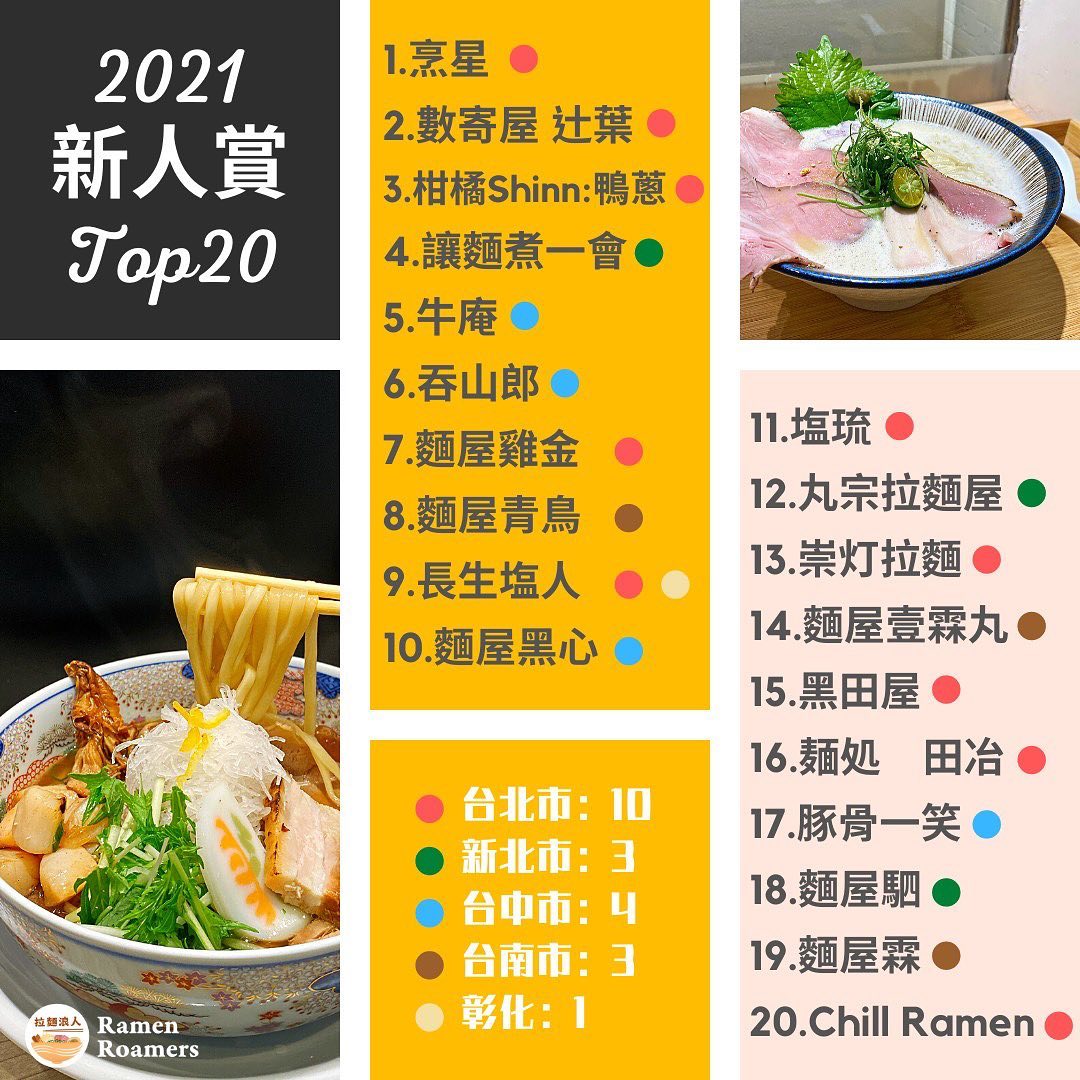 2021
新人賞
Top20
1.烹星
2.數寄屋 辻葉
3.柑橘Shinn:鴨蔥
4.讓麵煮一會
5.牛庵
6.吞山郎
7.麵屋雞金
8.麵屋青鳥
9.長生塩人
10.麵屋黑心
11.塩琉
12.丸宗拉麵屋
13.崇灯拉麵
14.麵屋壹霖丸
15.黑田屋
16.麺処　田冶
17.豚骨一笑
18.麵屋駟
19.麵屋霖
20.Chill Ramen
台北市: 10
新北市: 3
台中市: 4
台南市: 3
彰化: 1
拉麵浪人
Ramen
Roamers